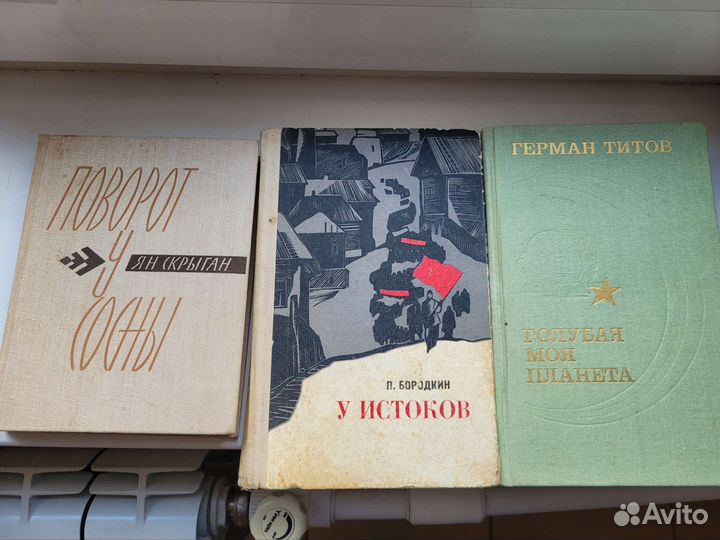 ПОВОРОТ
У
ЯН СКРЫГАН
СОСНЫ
П. БОРОДКИН
У ИСТОКОВ
ГЕРМАН ТИТОВ
ГОЛУБАЯ
МОЯ
ПЛАНЕТА
Avito